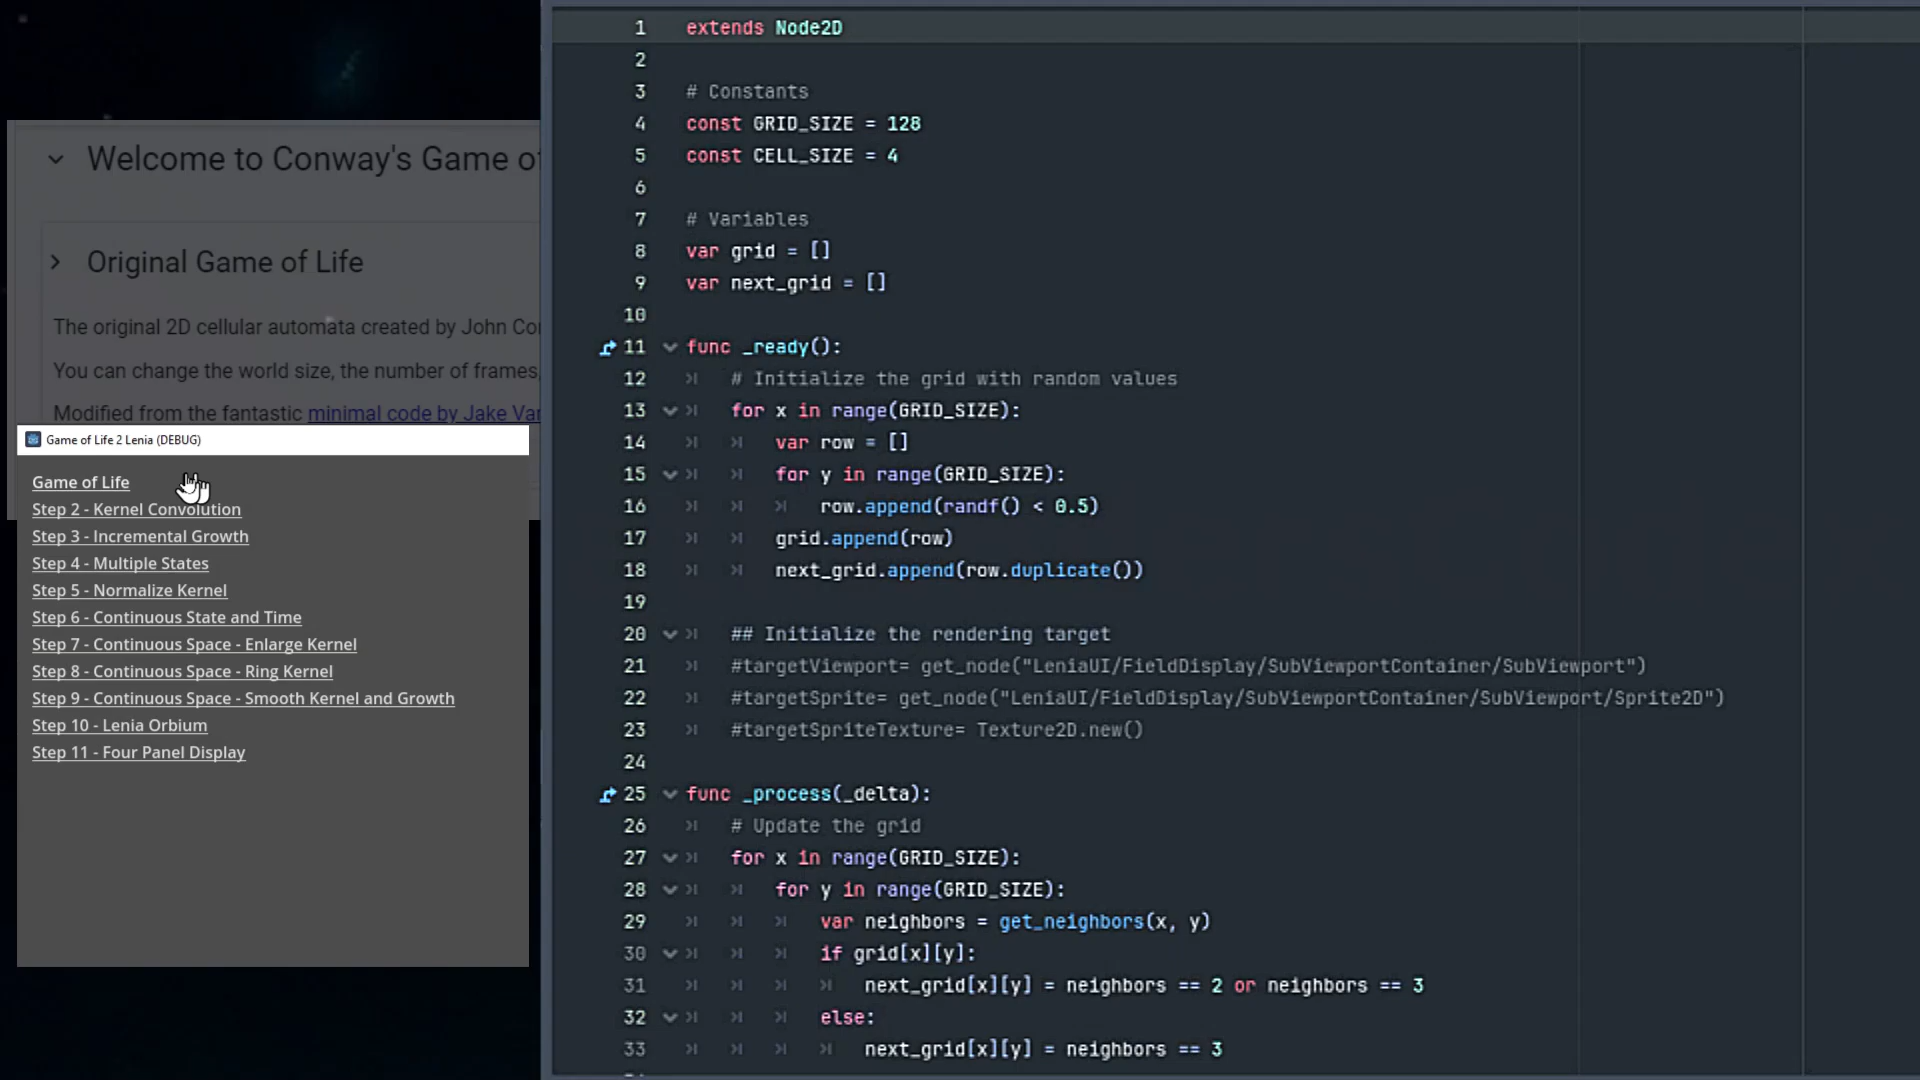 Welcome to Conway's Game of
Original Game of Life
The original 2D cellular automata created by John Co
You can change the world size, the number of frames,
Modified from the fantastic minimal code by Jake Va
Game of Life 2 Lenia (DEBUG)
Game of Life
Step 2 - Kernel Convolution
Step 3 - Incremental Growth
Step 4 - Multiple States
Step 5 - Normalize Kernel
Step 6 - Continuous State and Time
Step 7 - Continuous Space - Enlarge Kernel
Step 8 - Continuous Space - Ring Kernel
Step 9 - Continuous Space - Smooth Kernel and Growth
Step 10 - Lenia Orbium
Step 11 - Four Panel Display
1 extends Node2D
2
3 # Constants
4 const GRID_SIZE = 128
5 const CELL_SIZE = 4
6
7 # Variables
8 var grid = []
9 var next_grid = []
10
11 func _ready():
12 # Initialize the grid with random values
13 for x in range(GRID_SIZE):
14 var row = []
15 for y in range(GRID_SIZE):
16 row.append(randf() < 0.5)
17 grid.append(row)
18 next_grid.append(row.duplicate())
19
20 ## Initialize the rendering target
21 #targetViewport= get_node("LeniaUI/FieldDisplay/SubViewportContainer/SubViewport")
22 #targetSprite= get_node("LeniaUI/FieldDisplay/SubViewportContainer/SubViewport/Sprite2D")
23 #targetSpriteTexture= Texture2D.new()
24
25 func _process(_delta):
26 # Update the grid
27 for x in range(GRID_SIZE):
28 for y in range(GRID_SIZE):
29 var neighbors = get_neighbors(x, y)
30 if grid[x][y]:
31 next_grid[x][y] = neighbors == 2 or neighbors == 3
32 else:
33 next_grid[x][y] = neighbors == 3